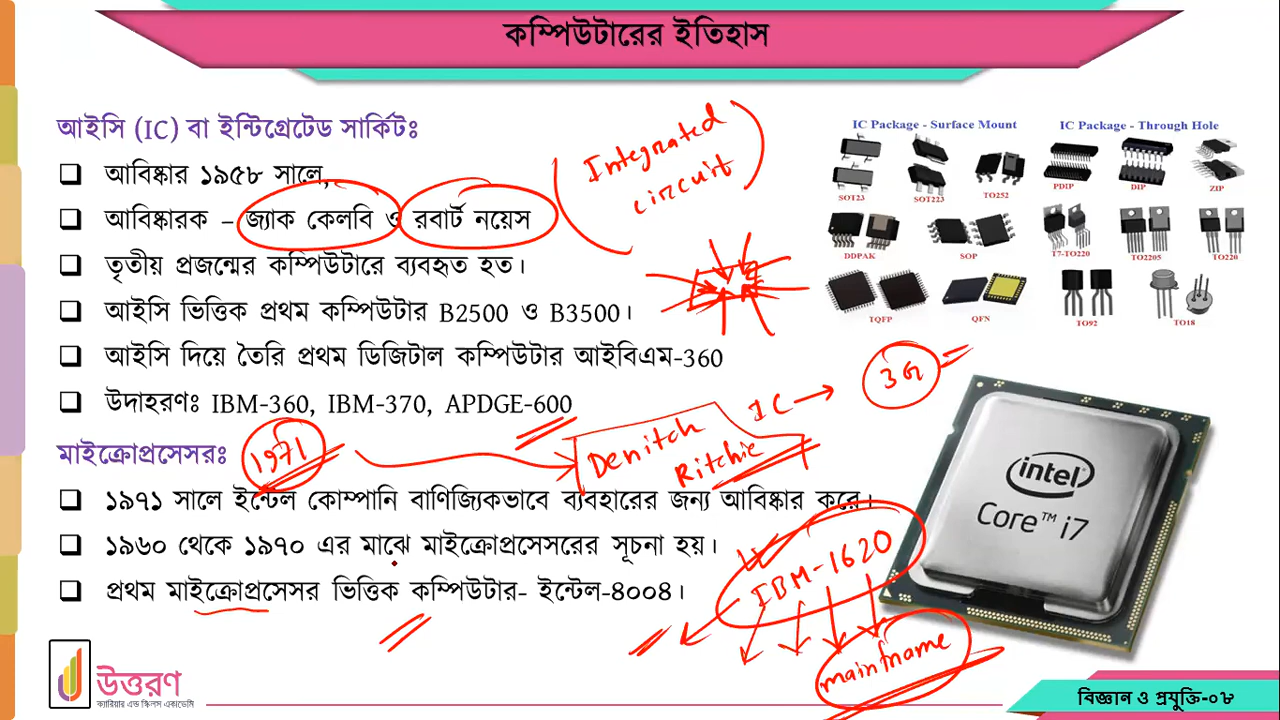 কম্পিউটারের ইতিহাস
আইসি (IC) বা ইন্টিগ্রেটেড সার্কিটঃ
আবিষ্কার ১৯৫৮ সালে,
আবিষ্কারক – জ্যাক কেলবি ও রবার্ট নয়েস
তৃতীয় প্রজন্মের কম্পিউটারে ব্যবহৃত হত।
আইসি ভিত্তিক প্রথম কম্পিউটার B2500 ও B3500।
আইসি দিয়ে তৈরি প্রথম ডিজিটাল কম্পিউটার আইবিএম-360
উদাহরণঃ IBM-360, IBM-370, APDGE-600
Integrated
circuit
IC Package - Surface Mount
SOT23
SOT223
TO252
DDPAK
SOP
TQFP
QFN
IC Package - Through Hole
PDIP
DIP
ZIP
T7-TO220
TO2205
TO220
TO92
TO18
IC → 3G
মাইক্রোপ্রসেসরঃ
1971
Denitch
Ritchie
১৯৭১ সালে ইন্টেল কোম্পানি বাণিজ্যিকভাবে ব্যবহারের জন্য আবিষ্কার করে।
১৯৬০ থেকে ১৯৭০ এর মাঝে মাইক্রোপ্রসেসরের সূচনা হয়।
প্রথম মাইক্রোপ্রসেসর ভিত্তিক কম্পিউটার- ইন্টেল-৪০০৪।
IBM-1620
mainfname
intel
Core™ i7
উত্তরণ
ক্যারিয়ার এন্ড স্কিলস একাডেমি
বিজ্ঞান ও প্রযুক্তি-০৮